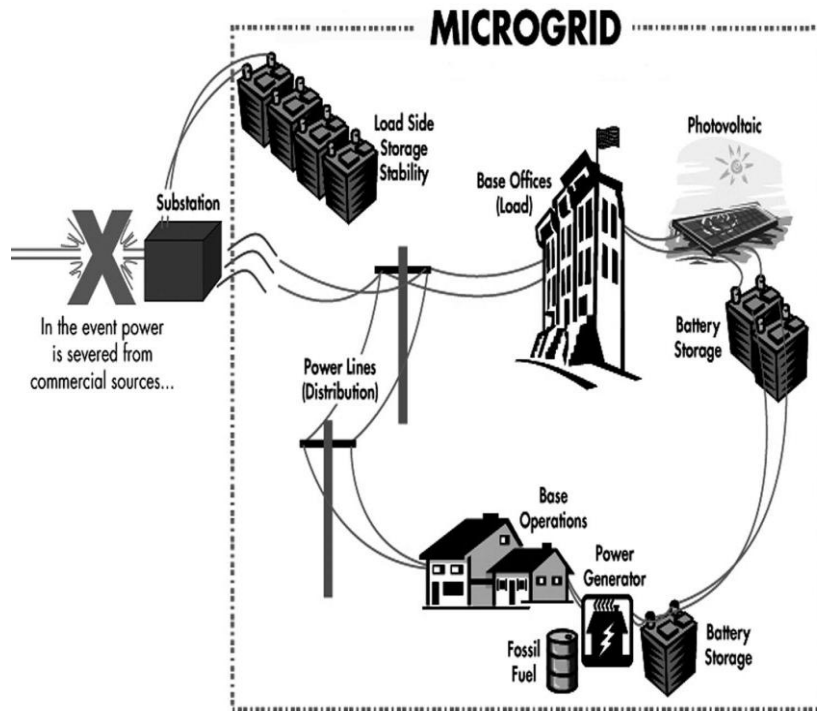 MICROGRID
Load Side
Storage
Stability
Photovoltaic
Base Offices
(Load)
Substation
In the event power
is severed from
commercial sources...
Battery
Storage
Power Lines
(Distribution)
Base
Operations
Power
Generator
Fossil
Fuel
Battery
Storage